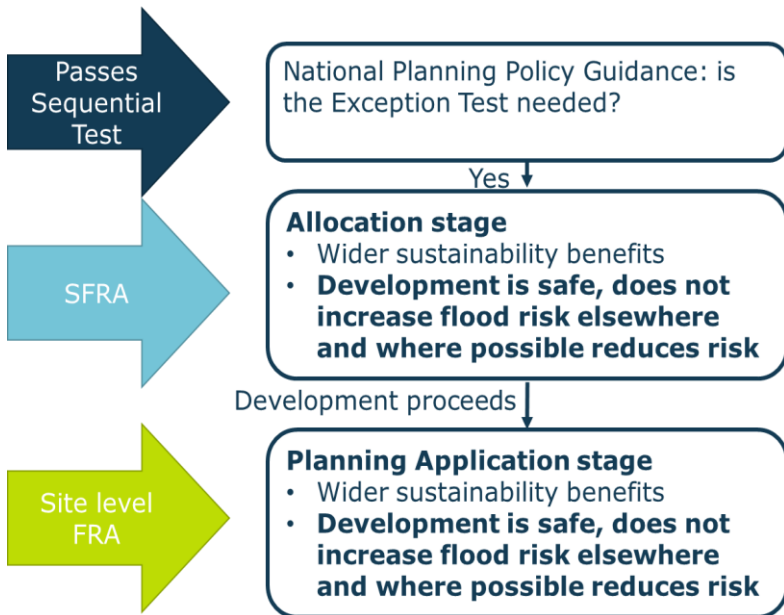 Passes
Sequential
Test
National Planning Policy Guidance: is
the Exception Test needed?
Yes
SFRA
Allocation stage
• Wider sustainability benefits
• Development is safe, does not
increase flood risk elsewhere
and where possible reduces risk
Development proceeds
Site level
FRA
Planning Application stage
• Wider sustainability benefits
• Development is safe, does not
increase flood risk elsewhere
and where possible reduces risk